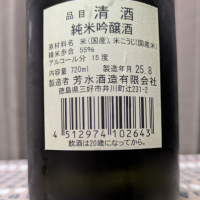 品目 清酒
純米吟醸酒
原材料名 米(国産)、米こうじ(国産米)
精米歩合 55%
アルコール分 15度
内容量 720ml 製造年月 25.8
製造者 芳水酒造有限会社
徳島県三好市井川町辻231-2
4 512974 102643
飲酒は20歳になってから。